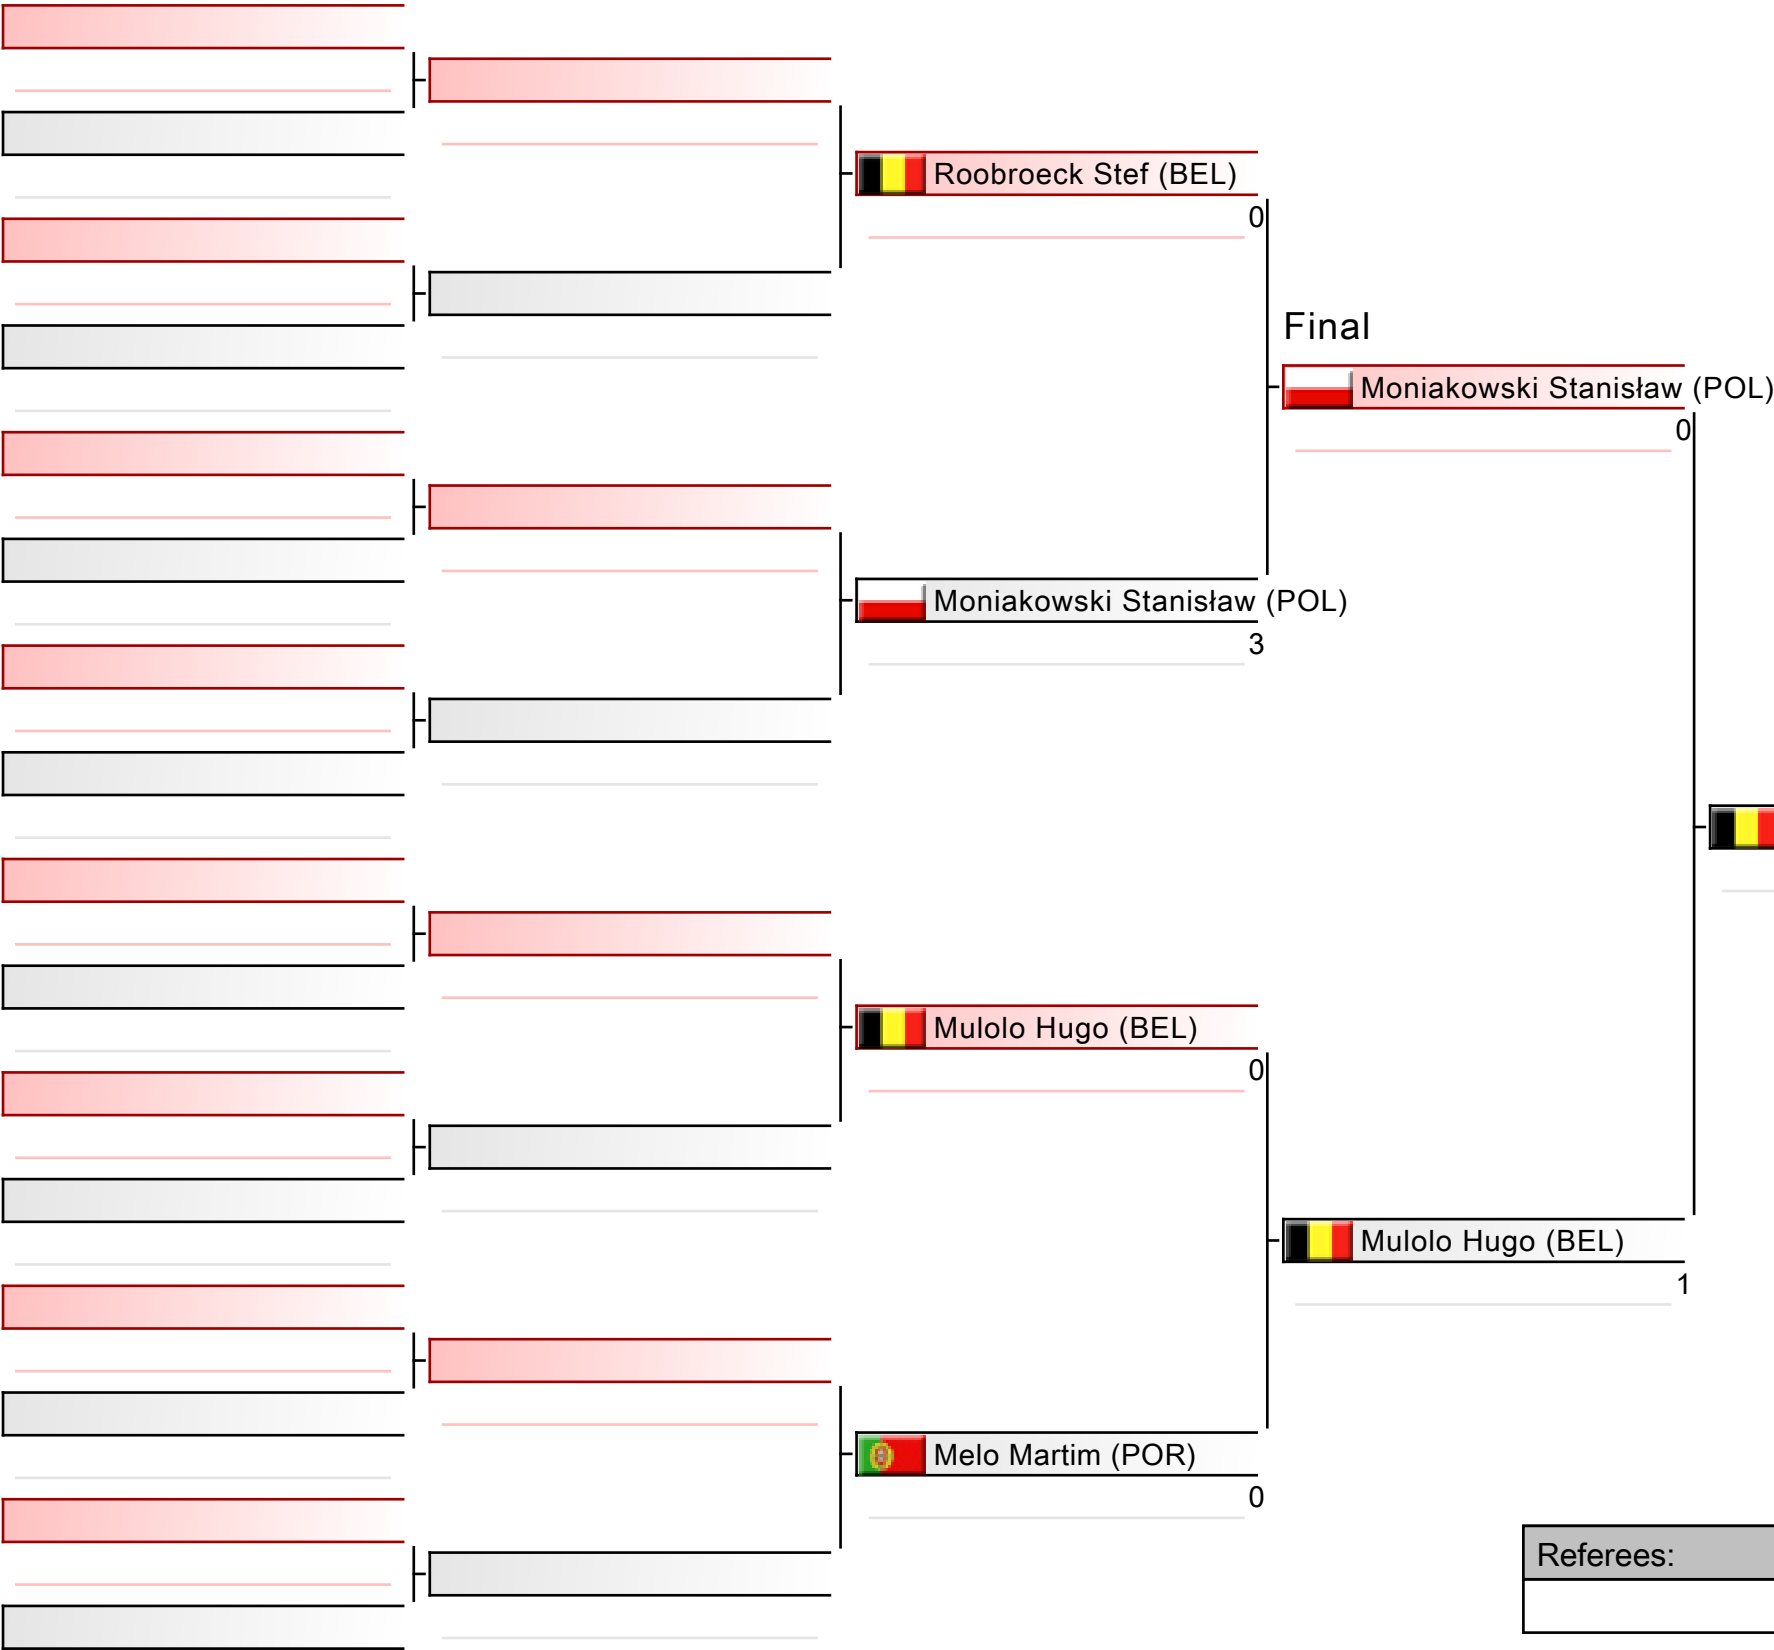 Roobroeck Stef (BEL)
0
Final
Moniakowski Stanisław (POL)
0
Moniakowski Stanisław (POL)
3
Mulolo Hugo (BEL)
0
Mulolo Hugo (BEL)
1
Melo Martim (POR)
0
Referees: